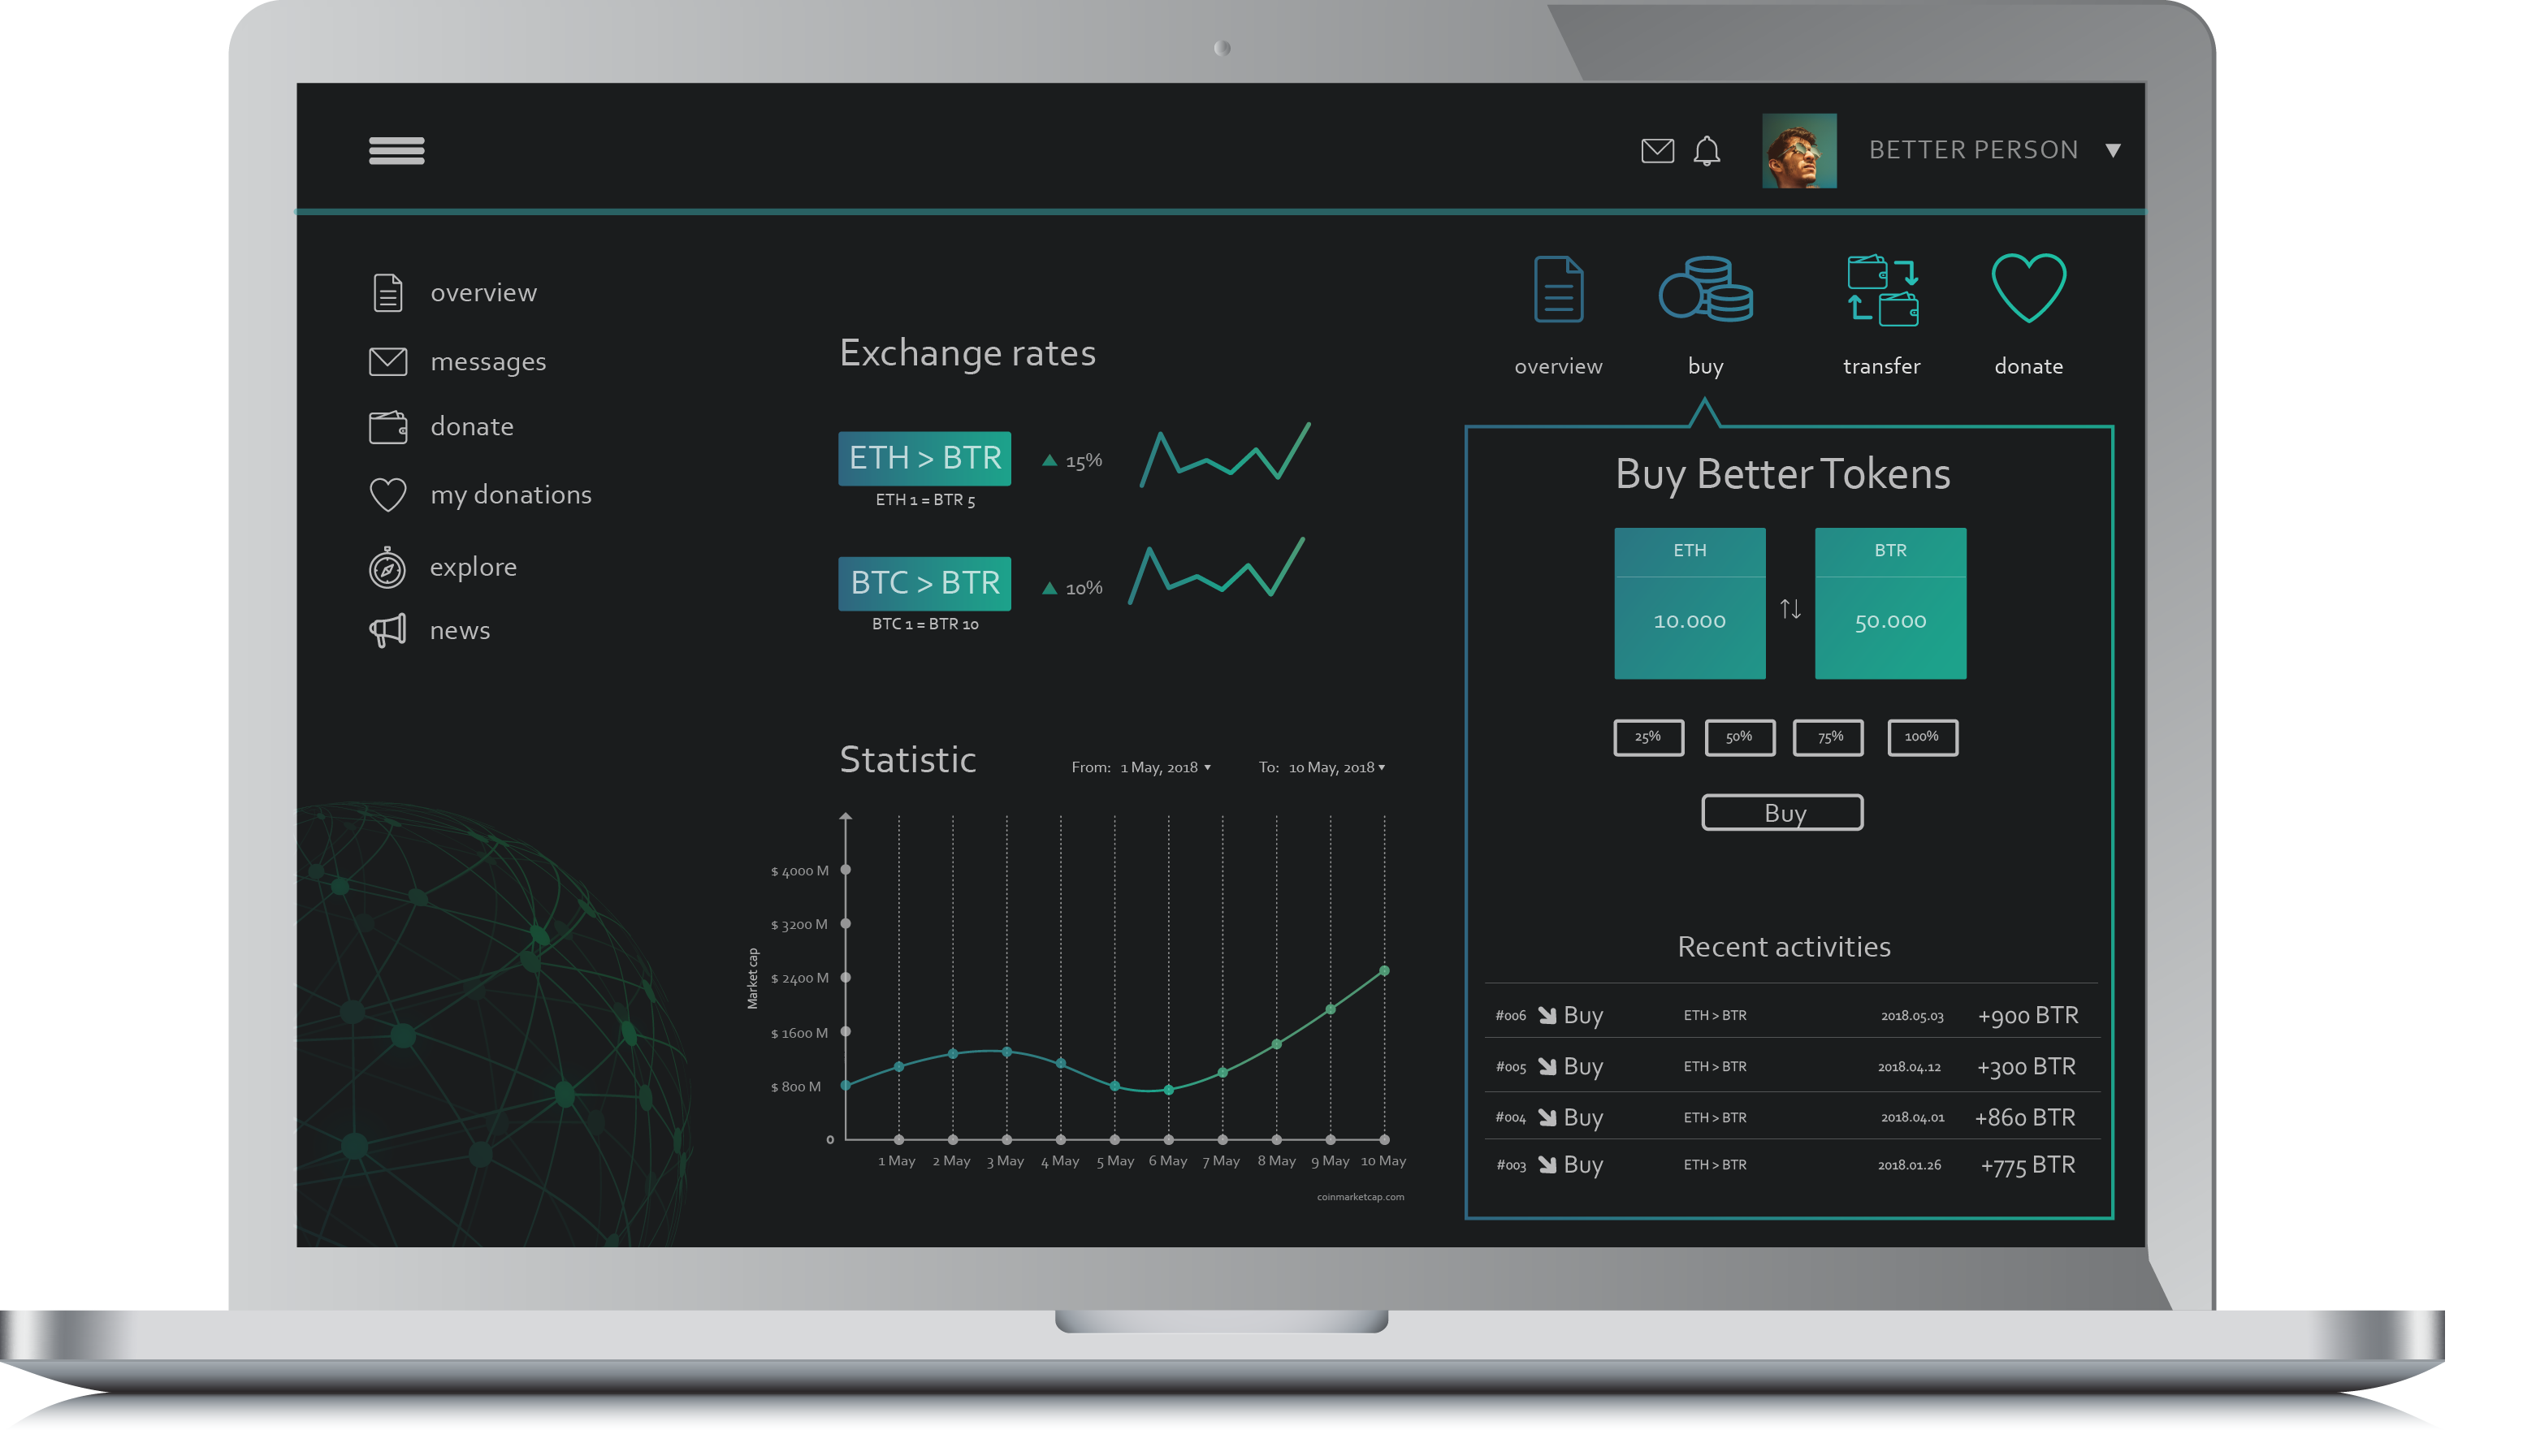 BETTER PERSON
overview
messages
donate
my donations
explore
news
Exchange rates
ETH > BTR
15%
ETH 1 = BTR 5
BTC > BTR
10%
BTC 1 = BTR 10
Statistic
From: 1 May, 2018
To: 10 May, 2018
Market cap
$ 4000 M
$ 3200 M
$ 2400 M
$ 1600 M
$ 800 M
0
1 May 2 May 3 May 4 May 5 May 6 May 7 May 8 May 9 May 10 May
coinmarketcap.com
overview buy transfer donate
Buy Better Tokens
ETH BTR
10.000 50.000
25% 50% 75% 100%
Buy
Recent activities
#006 Buy ETH > BTR 2018.05.03 +900 BTR
#005 Buy ETH > BTR 2018.04.12 +300 BTR
#004 Buy ETH > BTR 2018.04.01 +860 BTR
#003 Buy ETH > BTR 2018.01.26 +775 BTR